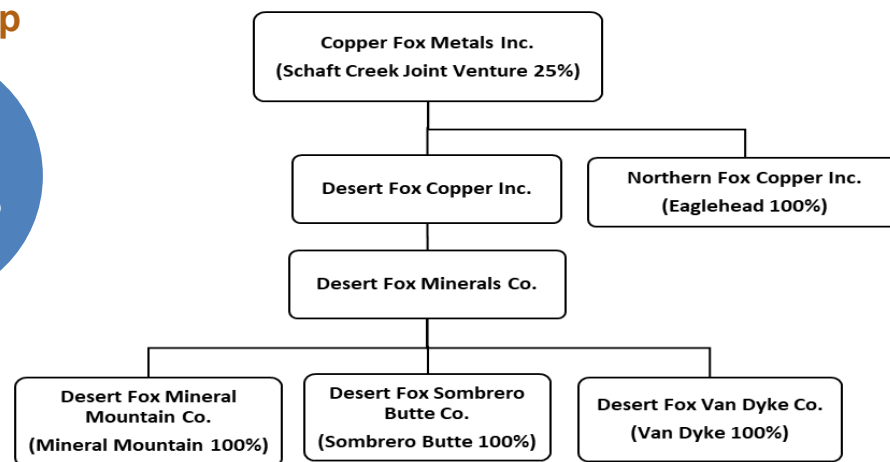 p
Copper Fox Metals Inc.
(Schaft Creek Joint Venture 25%)
Desert Fox Copper Inc.
Northern Fox Copper Inc.
(Eaglehead 100%)
Desert Fox Minerals Co.
Desert Fox Mineral
Mountain Co.
(Mineral Mountain 100%)
Desert Fox Sombrero
Butte Co.
(Sombrero Butte 100%)
Desert Fox Van Dyke Co.
(Van Dyke 100%)